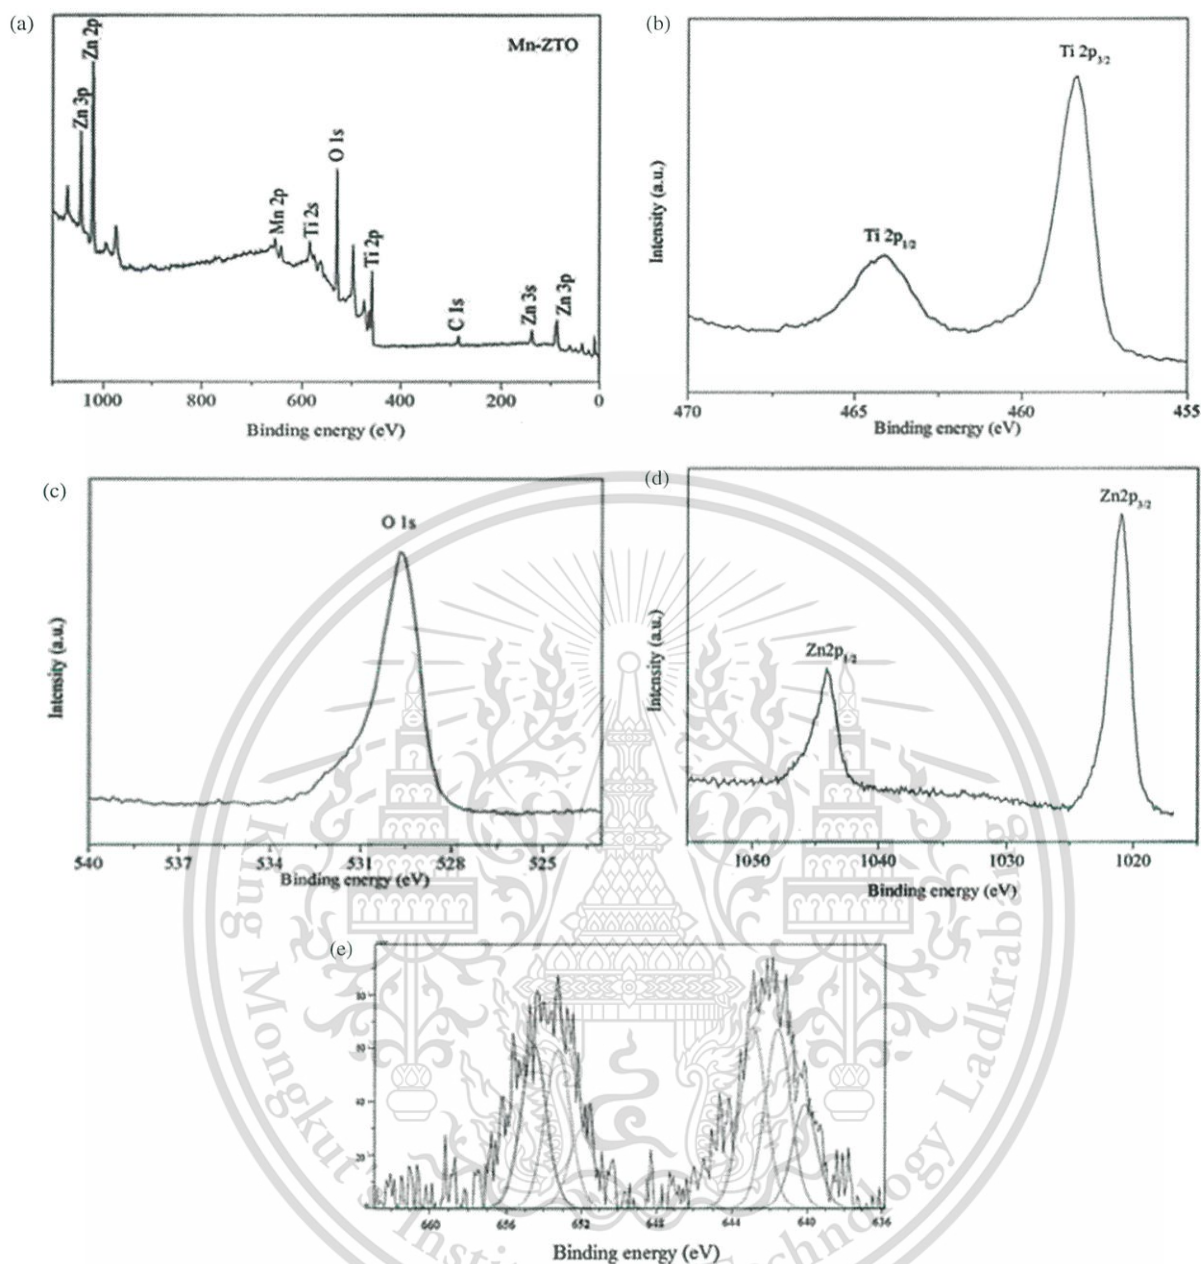 (a)
Mn-ZTO
Zn 3p
Zn 2p
Mn 2p
Ti 2s
O 1s
Ti 2p
C 1s
Zn 3s
Zn 3p
1000 800 600 400 200 0
Binding energy (eV)
(b)
Ti 2p3/2
Ti 2p1/2
Intensity (a.u.)
470 465 460 455
Binding energy (eV)
(c)
O 1s
Intensity (a.u.)
540 537 534 531 528 525
Binding energy (eV)
(d)
Zn2p3/2
Zn2p1/2
Intensity (a.u.)
1050 1040 1030 1020
Binding energy (eV)
(e)
80
60
40
20
660 656 652 648 644 640 636
Binding energy (eV)
King Mongkut's Institute of Technology Ladkrabang